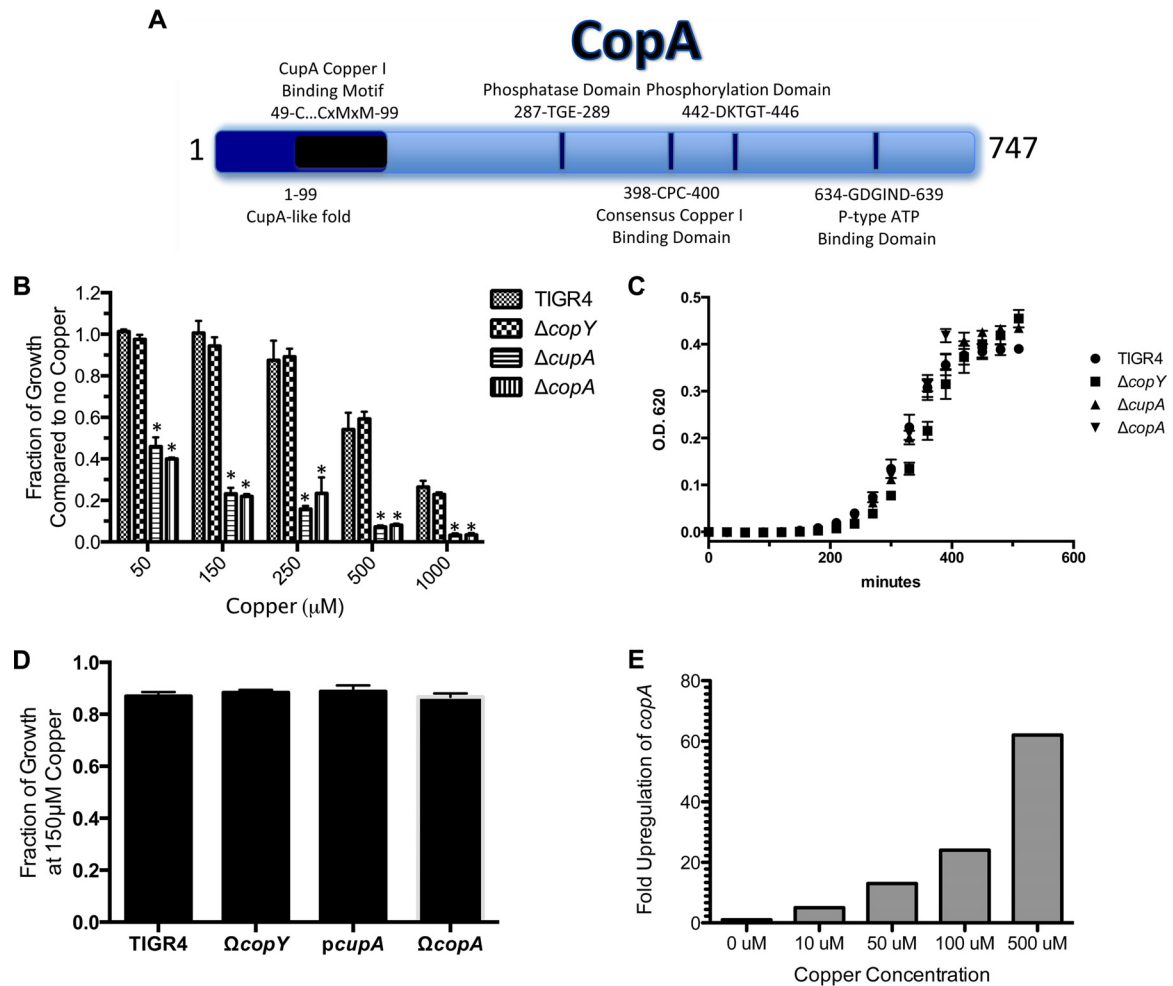 A
CopA
CupA Copper I
Binding Motif
49-C...CxMxM-99
Phosphatase Domain
287-TGE-289
Phosphorylation Domain
442-DKTGT-446
1
747
1-99
CupA-like fold
398-CPC-400
Consensus Copper I
Binding Domain
634-GDGIND-639
P-type ATP
Binding Domain
B
Fraction of Growth
Compared to no Copper
1.2
1.0
0.8
0.6
0.4
0.2
0.0
* *
* *
* *
* *
* *
50
150
250
500
1000
Copper (μM)
TIGR4
ΔcopY
ΔcupA
ΔcopA
C
O.D. 620
0.5
0.4
0.3
0.2
0.1
0.0
0
200
400
600
minutes
TIGR4
ΔcopY
ΔcupA
ΔcopA
D
Fraction of Growth
at 150μM Copper
1.0
0.8
0.6
0.4
0.2
0.0
TIGR4
ΩcopY
pcupA
ΩcopA
E
Fold Upregulation of copA
80
60
40
20
0
0 uM
10 uM
50 uM
100 uM
500 uM
Copper Concentration